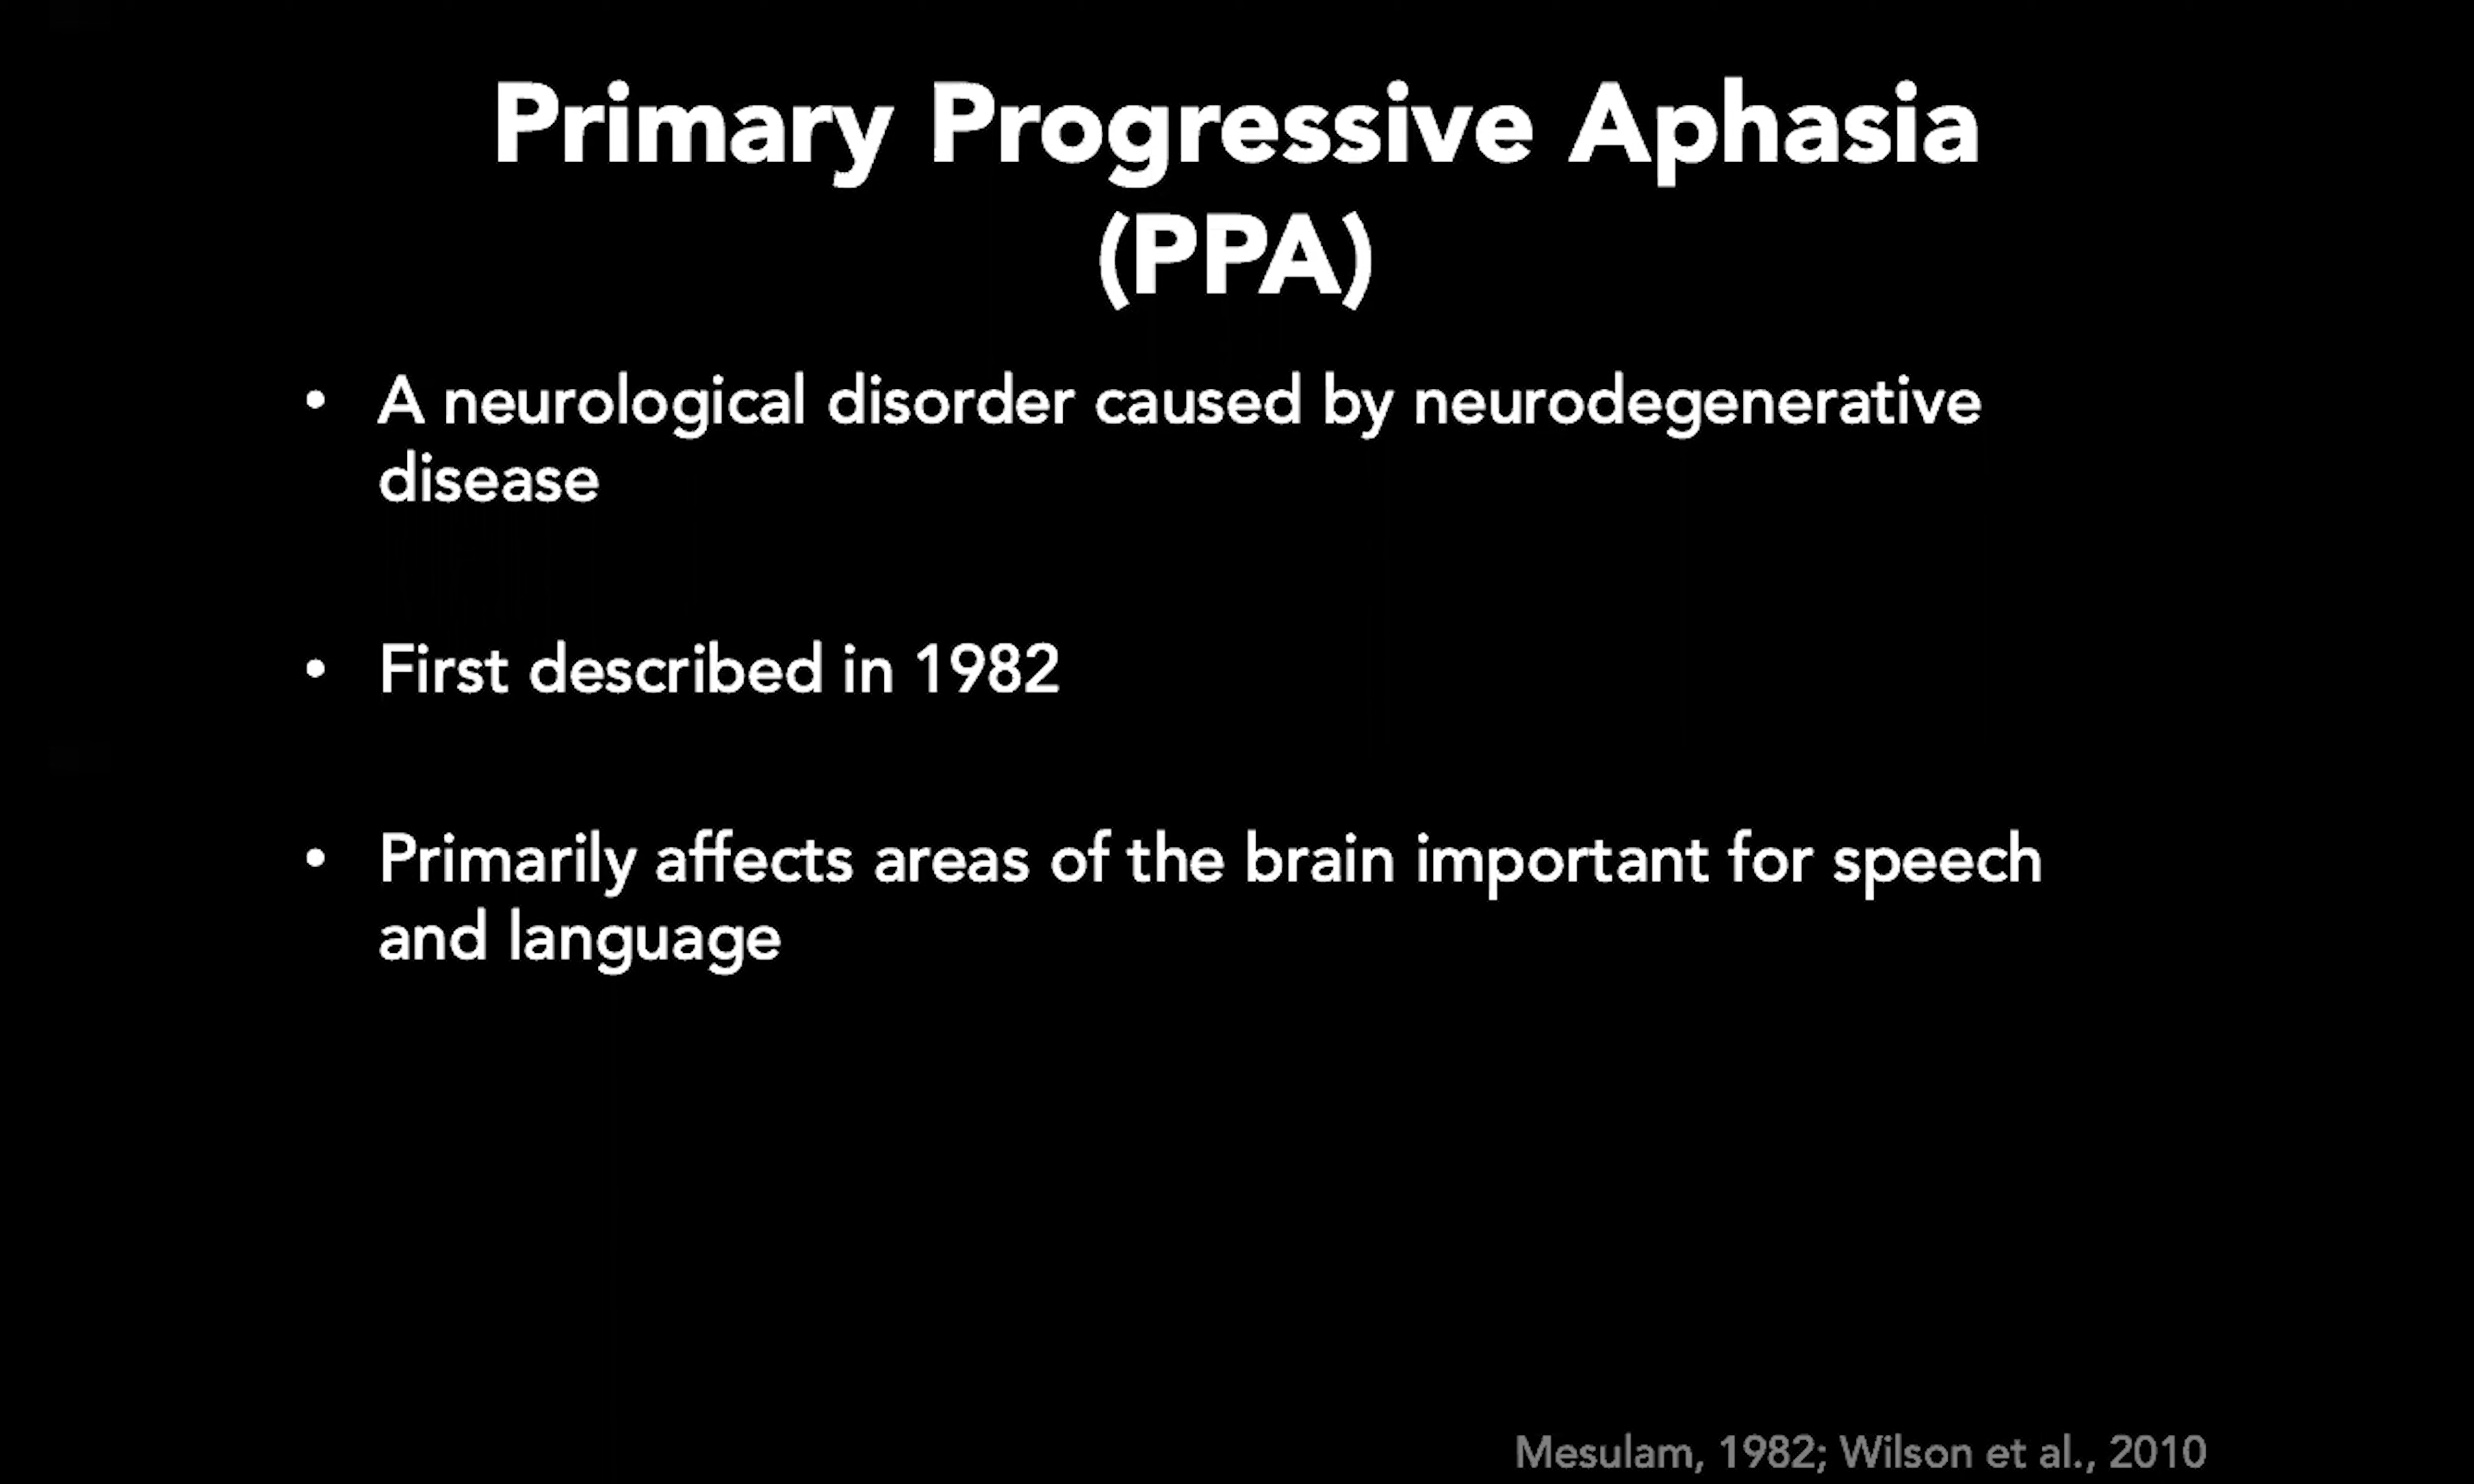 Primary Progressive Aphasia
(PPA)
• A neurological disorder caused by neurodegenerative
disease
• First described in 1982
• Primarily affects areas of the brain important for speech
and language
Mesulam, 1982; Wilson et al., 2010